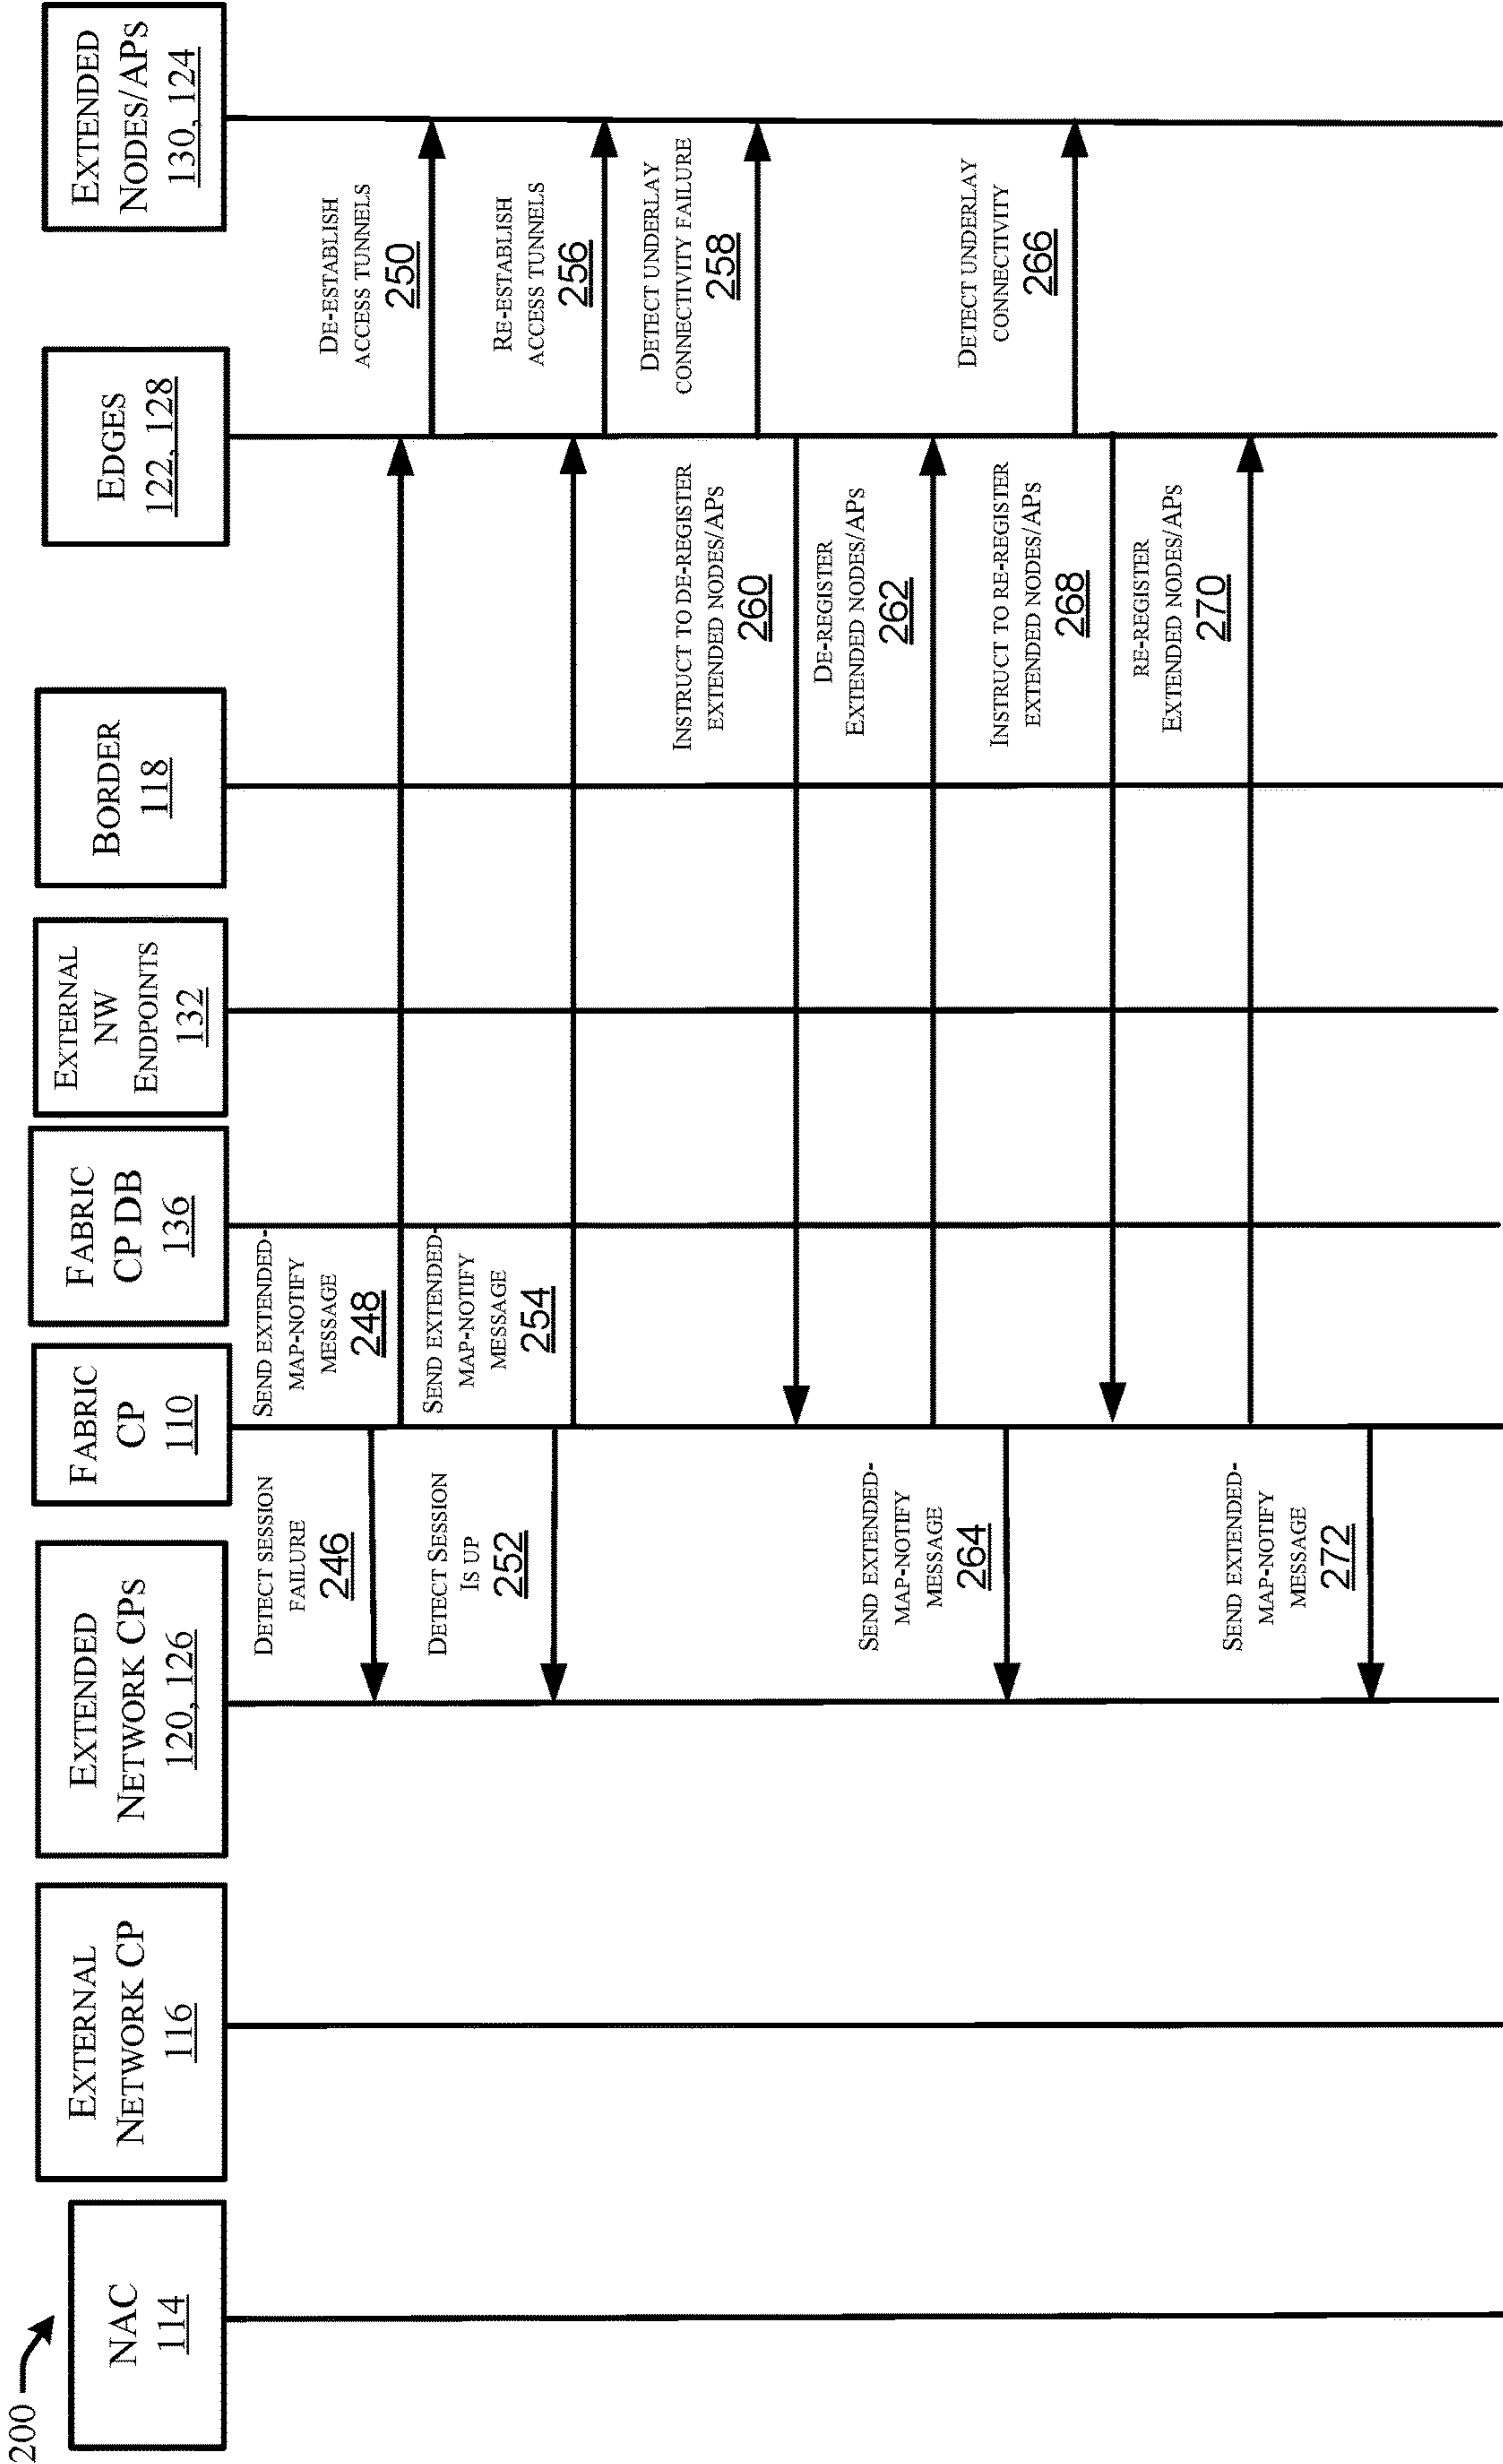 200
NAC
114
EXTERNAL
NETWORK CP
116
EXTENDED
NETWORK CPs
120, 126
FABRIC
CP
110
FABRIC
CP DB
136
EXTERNAL
NW
ENDPOINTS
132
BORDER
118
EDGES
122, 128
EXTENDED
NODES/APs
130, 124
DETECT SESSION
FAILURE
246
SEND EXTENDED-
MAP-NOTIFY
MESSAGE
248
DE-ESTABLISH
ACCESS TUNNELS
250
DETECT SESSION
IS UP
252
SEND EXTENDED-
MAP-NOTIFY
MESSAGE
254
RE-ESTABLISH
ACCESS TUNNELS
256
DETECT UNDERLAY
CONNECTIVITY FAILURE
258
INSTRUCT TO DE-REGISTER
EXTENDED NODES/APs
260
DE-REGISTER
EXTENDED NODES/APs
262
SEND EXTENDED-
MAP-NOTIFY
MESSAGE
264
DETECT UNDERLAY
CONNECTIVITY
266
INSTRUCT TO RE-REGISTER
EXTENDED NODES/APs
268
RE-REGISTER
EXTENDED NODES/APs
270
SEND EXTENDED-
MAP-NOTIFY
MESSAGE
272